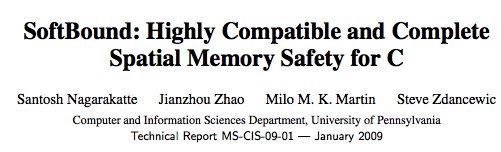 SoftBound: Highly Compatible and Complete
Spatial Memory Safety for C
Santosh Nagarakatte Jianzhou Zhao Milo M. K. Martin Steve Zdancewic
Computer and Information Sciences Department, University of Pennsylvania
Technical Report MS-CIS-09-01 — January 2009